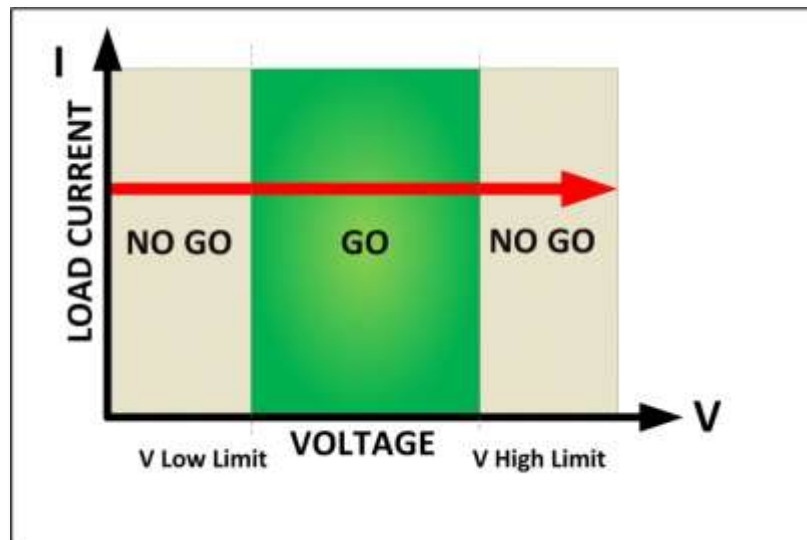 I
LOAD CURRENT
NO GO
GO
NO GO
V
VOLTAGE
V Low Limit
V High Limit